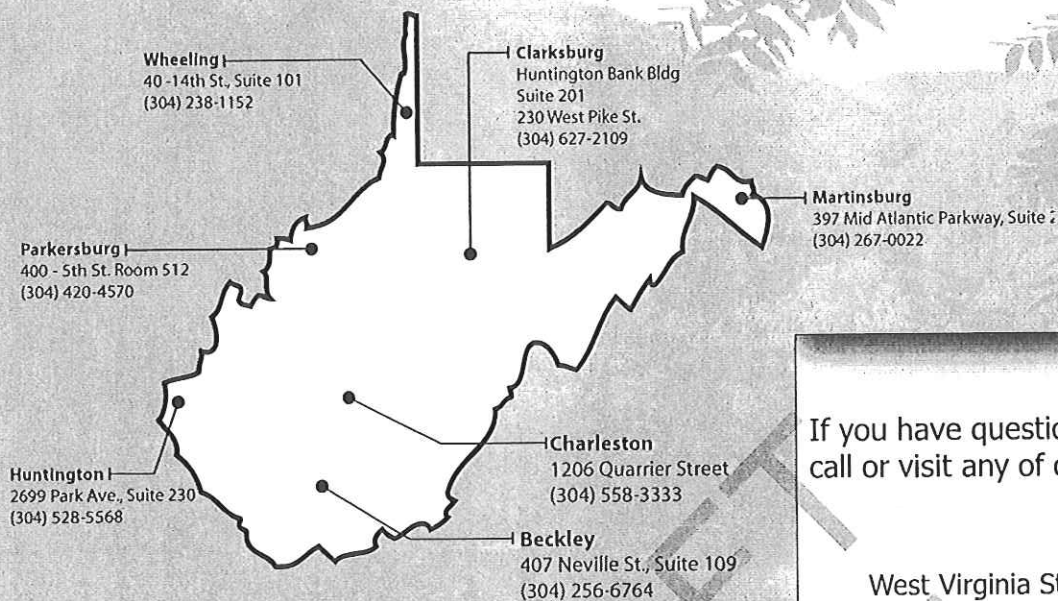 Wheeling
40 -14th St., Suite 101
(304) 238-1152
Clarksburg
Huntington Bank Bldg
Suite 201
230 West Pike St.
(304) 627-2109
Martinsburg
397 Mid Atlantic Parkway, Suite
(304) 267-0022
Parkersburg
400 - 5th St. Room 512
(304) 420-4570
Huntington
2699 Park Ave., Suite 230
(304) 528-5568
Charleston
1206 Quarrier Street
(304) 558-3333
Beckley
407 Neville St., Suite 109
(304) 256-6764
If you have
call or visit any of
West Virginia